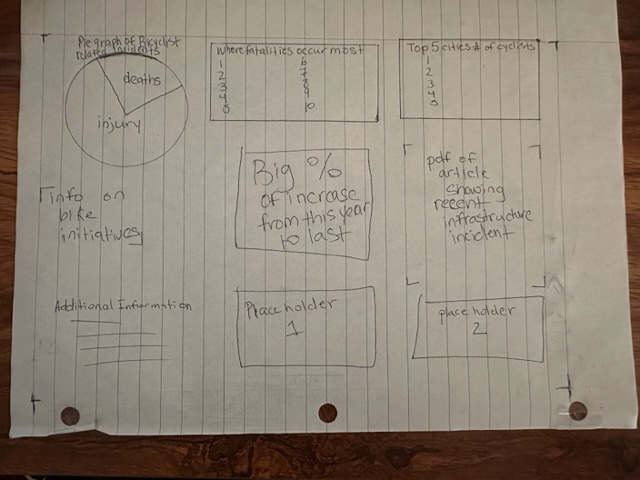 Pie graph of Bicyclist
related incidents
deaths
injury
Where fatalities occur most
1 6
2 7
3 8
4 9
5 10
Top 5 cities # of cyclists
1
2
3
4
5
info on
bike
initiatives
Big %
of increase
from this year
to last
pdf of
article
showing
recent
infrastructure
incident
Additional Information
Place holder
1
place holder
2